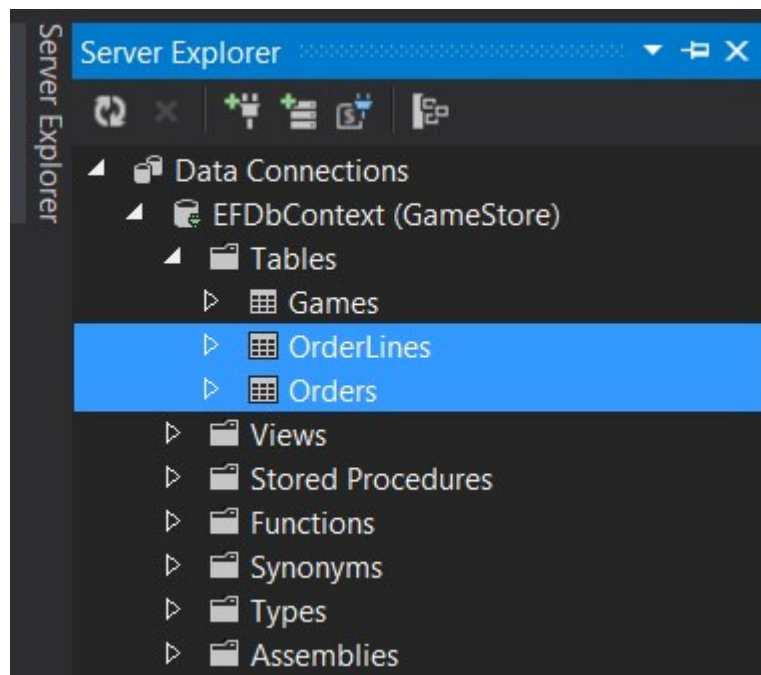 Server Explorer
Server Explorer
Data Connections
EFDbContext (GameStore)
Tables
Games
OrderLines
Orders
Views
Stored Procedures
Functions
Synonyms
Types
Assemblies